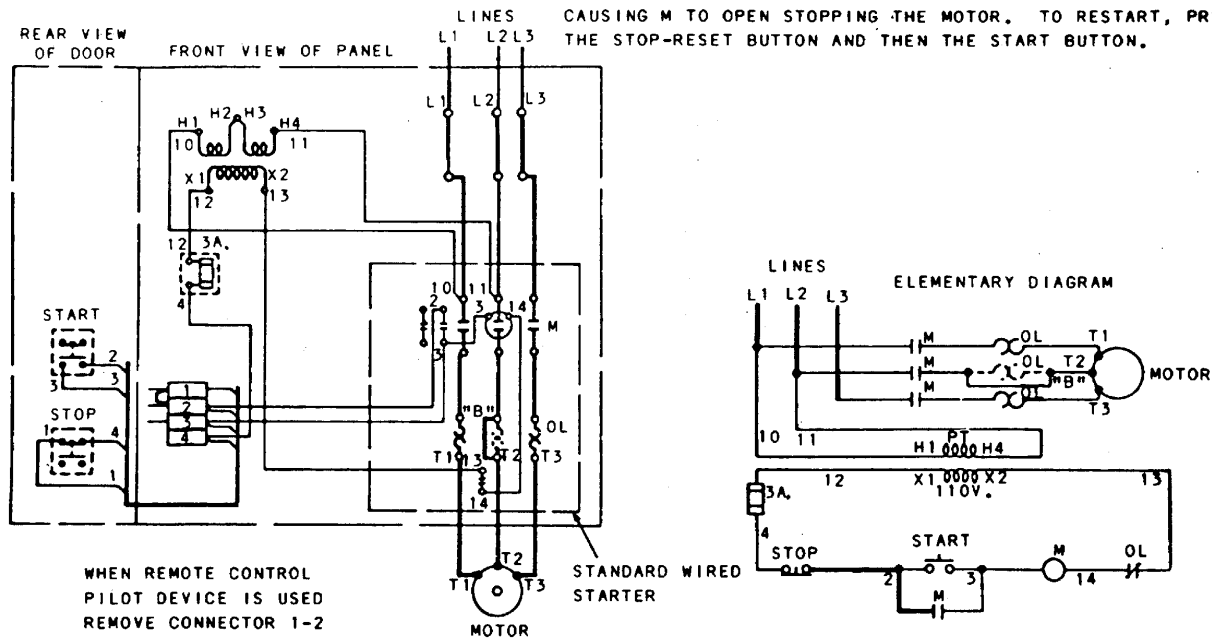 CAUSING M TO OPEN STOPPING THE MOTOR. TO RESTART, PR
THE STOP-RESET BUTTON AND THEN THE START BUTTON.
REAR VIEW
OF DOOR
FRONT VIEW OF PANEL
LINES
L1 L2 L3
L1 L2 L3
H1 H2 H3 H4
10 11
X1 X2
12 13
12 3A.
4
START
2
3
STOP
1 4
1
1
2
3
4
10 11
2 3 14
3
M
"B"
OL
T1 13 T2 T3
14
T2
T1 T3
MOTOR
STANDARD WIRED
STARTER
WHEN REMOTE CONTROL
PILOT DEVICE IS USED
REMOVE CONNECTOR 1-2
LINES
ELEMENTARY DIAGRAM
L1 L2 L3
M OL T1
M OL T2
"B"
M OL
T3
MOTOR
10 11
PT
H1 H4
12 X1 X2 13
110V.
3A.
4
STOP START M OL
2 3 14
M